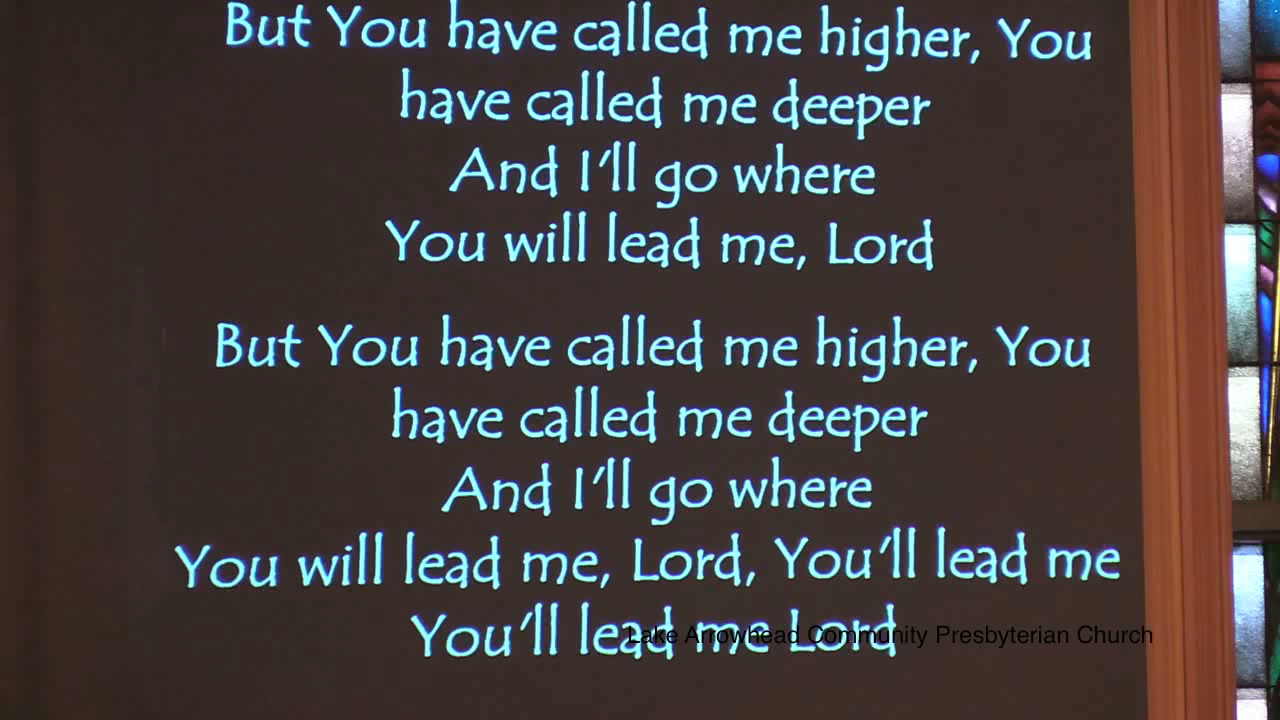 But You have called me higher, You
have called me deeper
And I'll go where
You will lead me, Lord
But You have called me higher, You
have called me deeper
And I'll go where
You will lead me, Lord, You'll lead me
You'll lead me Lord
Lake Arrowhead Community Presbyterian Church